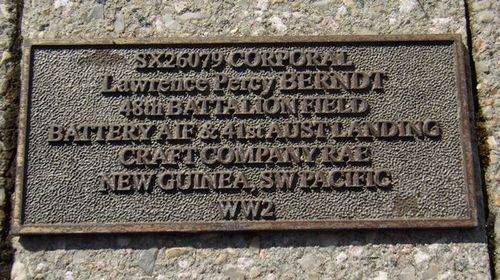 SX26079 CORPORAL
Lawrence Percy BERNDT
48th BATTALION FIELD
BATTERY AIF & 41st AUST LANDING
CRAFT COMPANY RAE
NEW GUINEA, SW PACIFIC
WW2